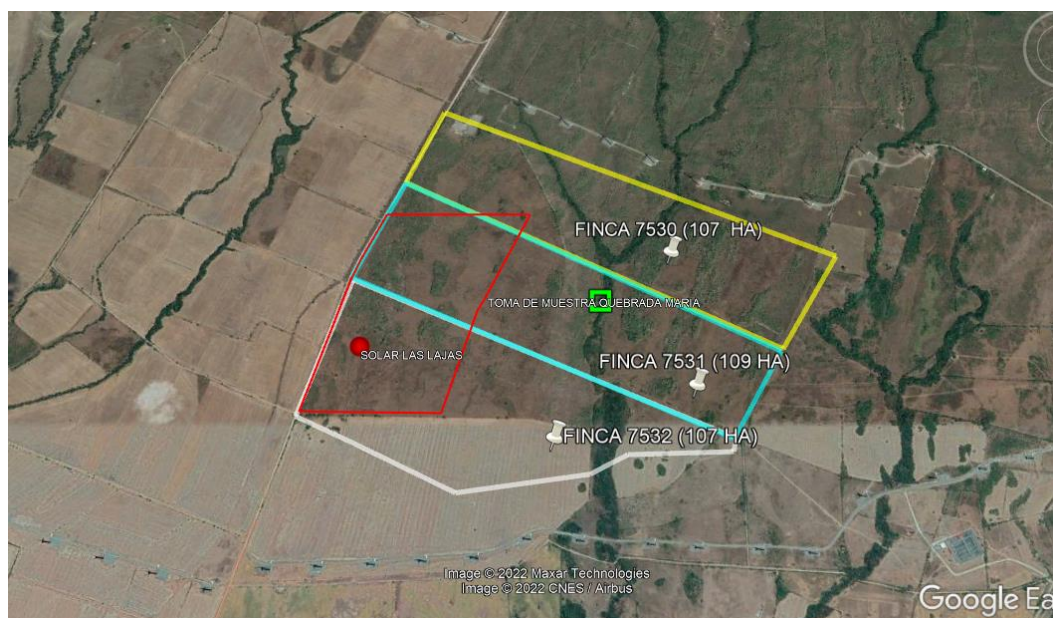 FINCA 7530 (107 HA)
TOMA DE MUESTRA QUEBRADA MARIA
SOLAR LAS LAJAS
FINCA 7531 (109 HA)
FINCA 7532 (107 HA)
Image © 2022 Maxar Technologies
Image © 2022 CNES / Airbus
Google Ea